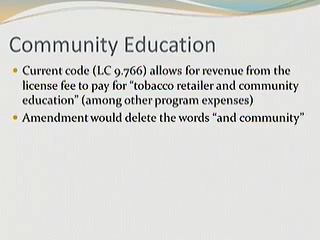 Community Education
• Current code (LC 9.766) allows for revenue from the
license fee to pay for “tobacco retailer and community
education” (among other program expenses)
• Amendment would delete the words “and community”